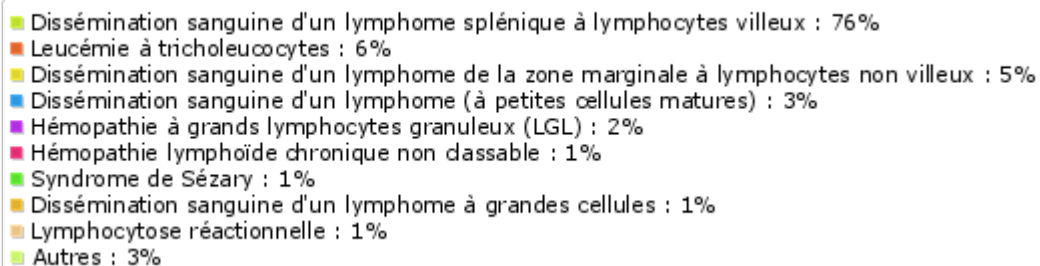 Dissémination sanguine d'un lymphome splénique à lymphocytes villeux : 76%
Leucémie à tricholeucocytes : 6%
Dissémination sanguine d'un lymphome de la zone marginale à lymphocytes non villeux : 5%
Dissémination sanguine d'un lymphome (à petites cellules matures) : 3%
Hémopathie à grands lymphocytes granuleux (LGL) : 2%
Hémopathie lymphoïde chronique non classable : 1%
Syndrome de Sézary : 1%
Dissémination sanguine d'un lymphome à grandes cellules : 1%
Lymphocytose réactionnelle : 1%
Autres : 3%